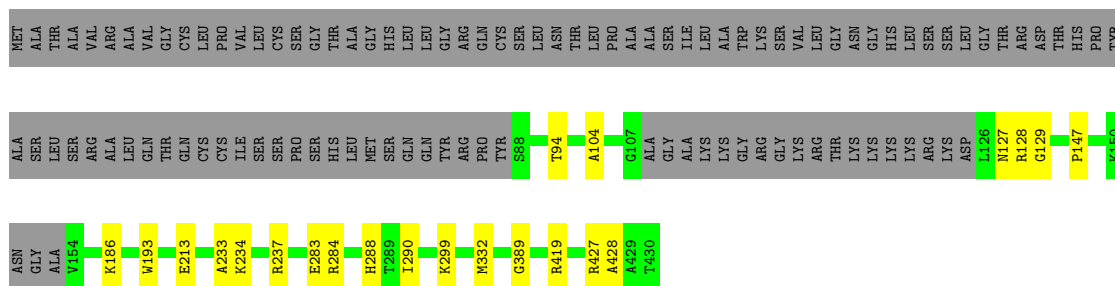 MET ALA THR ALA VAL ARG ALA VAL GLY CYS LEU PRO VAL LEU CYS SER GLY THR ALA GLY HIS LEU LEU GLY ARG GLN CYS SER LEU ASN THR LEU PRO ALA ALA SER ILE LEU ALA TRP LYS SER VAL LEU GLY ASN GLY HIS LEU SER SER LEU GLY THR ARG ASP THR HIS PRO TYR
ALA SER LEU SER ARG ALA LEU GLN THR GLN CYS CYS ILE SER SER PRO SER HIS LEU MET SER GLN GLN TYR ARG PRO TYR S88 T94 A104 G107 ALA GLY ALA LYS LYS GLY ARG GLY LYS ARG THR LYS LYS LYS LYS ARG LYS ASP L126 N127 R128 G129 P147 K150
ASN GLY ALA V154 K186 W193 E213 A233 K234 R237 E283 R284 H288 T289 I290 K299 M332 G389 R419 R427 A428 A429 T430